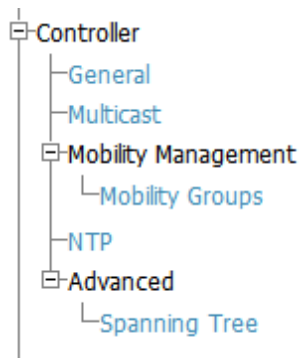 Controller
General
Multicast
Mobility Management
Mobility Groups
NTP
Advanced
Spanning Tree